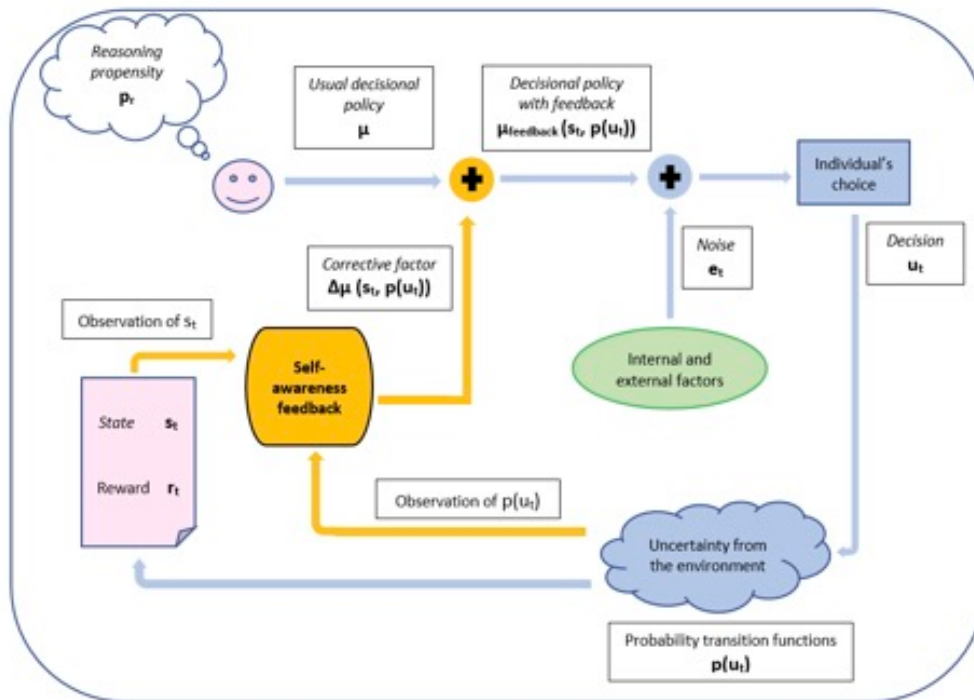 Reasoning
propensity
pᵣ
Usual decisional
policy
μ
Decisional policy
with feedback
μfeedback (sₜ, p(uₜ))
Individual's
choice
Corrective factor
Δμ (sₜ, p(uₜ))
Noise
eₜ
Decision
uₜ
Observation of sₜ
Self-
awareness
feedback
Internal and
external factors
State sₜ
Reward rₜ
Observation of p(uₜ)
Uncertainty from
the environment
Probability transition functions
p(uₜ)